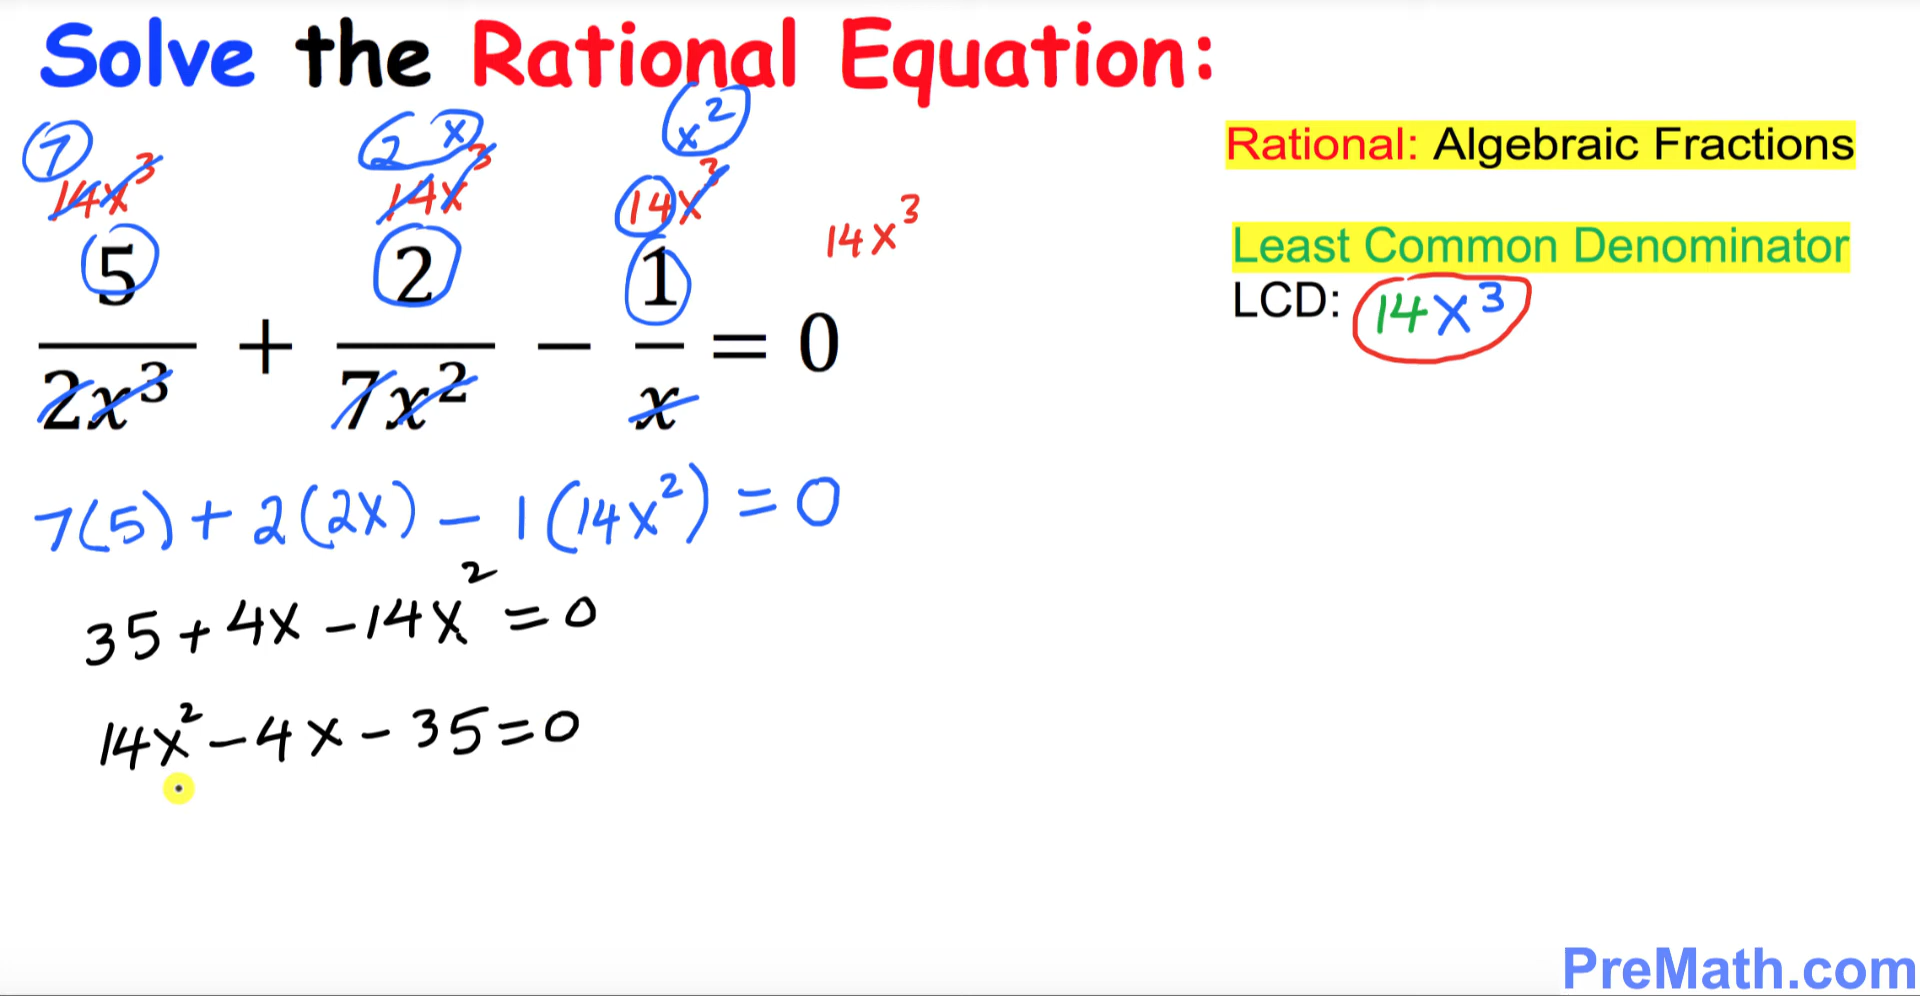 Solve the Rational Equation:
7 2 x x²
14x³ 14x³ 14x³ 14x³
5/2x³ + 2/7x² − 1/x = 0
7(5) + 2(2x) − 1(14x²) = 0
35 + 4x − 14x² = 0
14x² − 4x − 35 = 0
Rational: Algebraic Fractions
Least Common Denominator
LCD: 14x³
PreMath.com